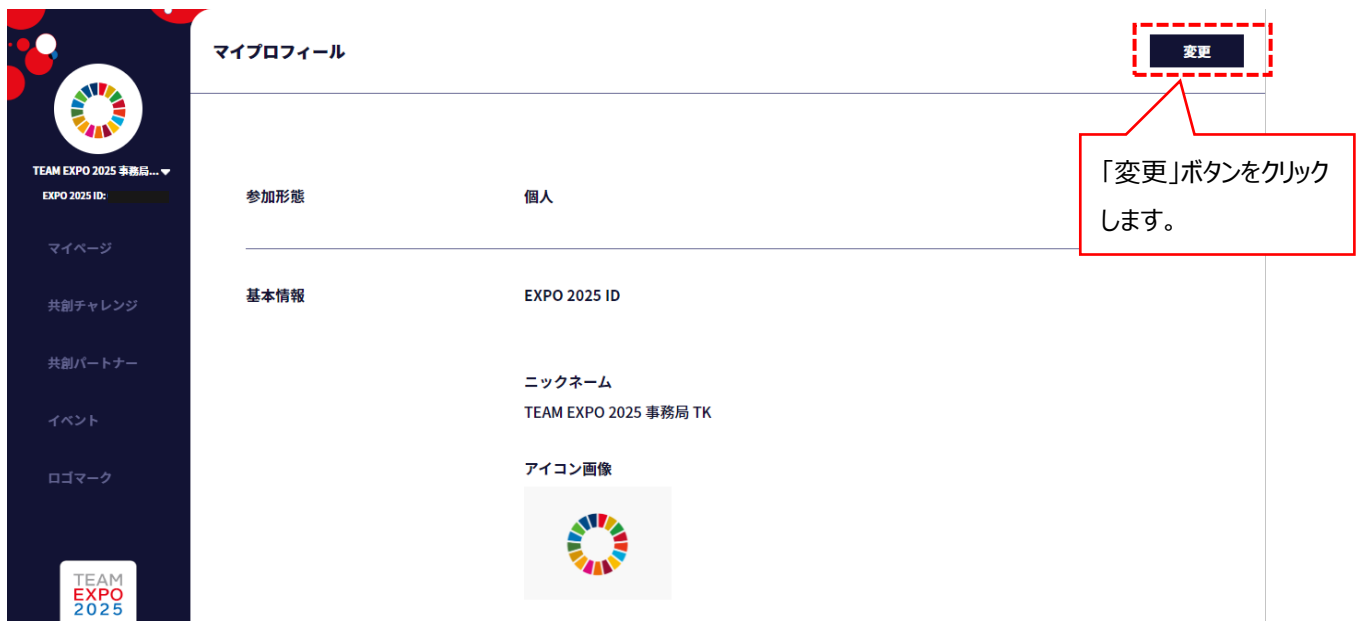 マイプロフィール
変更
「変更」ボタンをクリック
します。
TEAM EXPO 2025 事務局...
EXPO 2025 ID:
マイページ
共創チャレンジ
共創パートナー
イベント
ロゴマーク
TEAM
EXPO
2025
参加形態
個人
基本情報
EXPO 2025 ID
ニックネーム
TEAM EXPO 2025 事務局 TK
アイコン画像